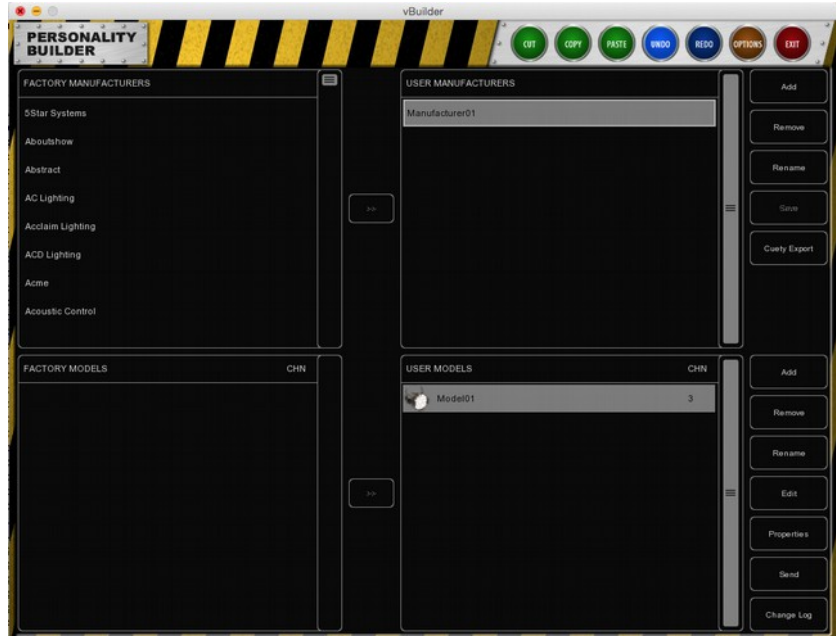 vBuilder
PERSONALITY
BUILDER
CUT
COPY
PASTE
UNDO
REDO
OPTIONS
EXIT
FACTORY MANUFACTURERS
5Star Systems
Aboutshow
Abstract
AC Lighting
Acclaim Lighting
ACD Lighting
Acme
Acoustic Control
>>
USER MANUFACTURERS
Manufacturer01
Add
Remove
Rename
Save
Cuety Export
FACTORY MODELS CHN
>>
USER MODELS CHN
Model01 3
Add
Remove
Rename
Edit
Properties
Send
Change Log